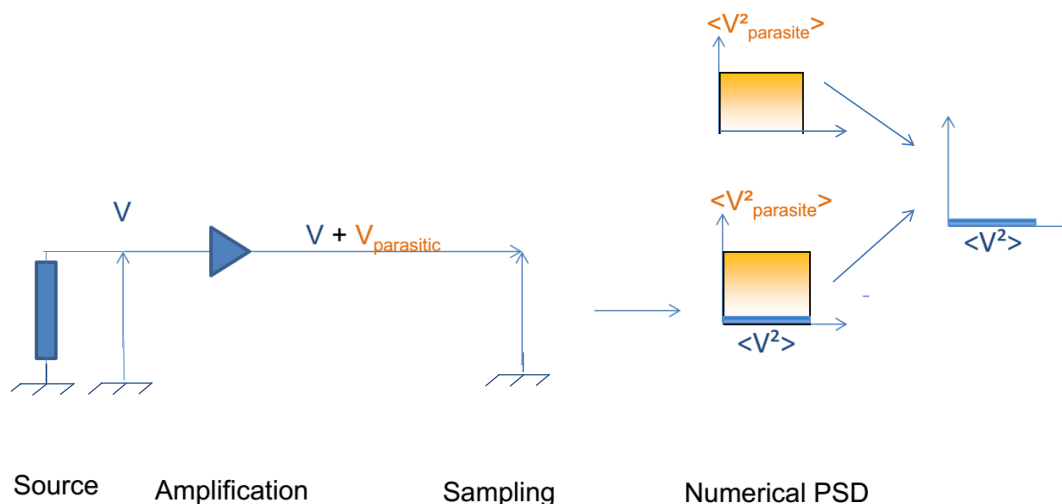 <V²parasite>
V
V + Vparasitic
<V²parasite>
<V²>
<V²>
-
Source
Amplification
Sampling
Numerical PSD